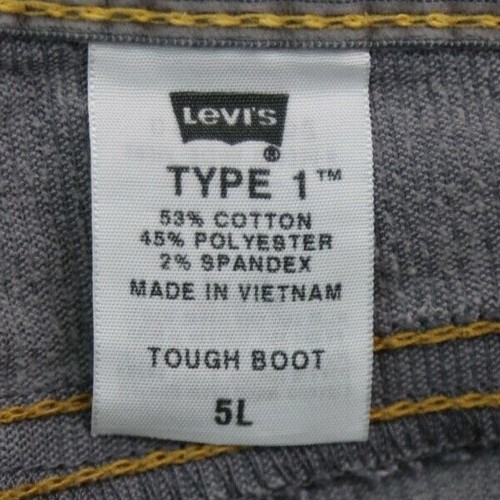 Levi's
®
TYPE 1™
53% COTTON
45% POLYESTER
2% SPANDEX
MADE IN VIETNAM
TOUGH BOOT
5L